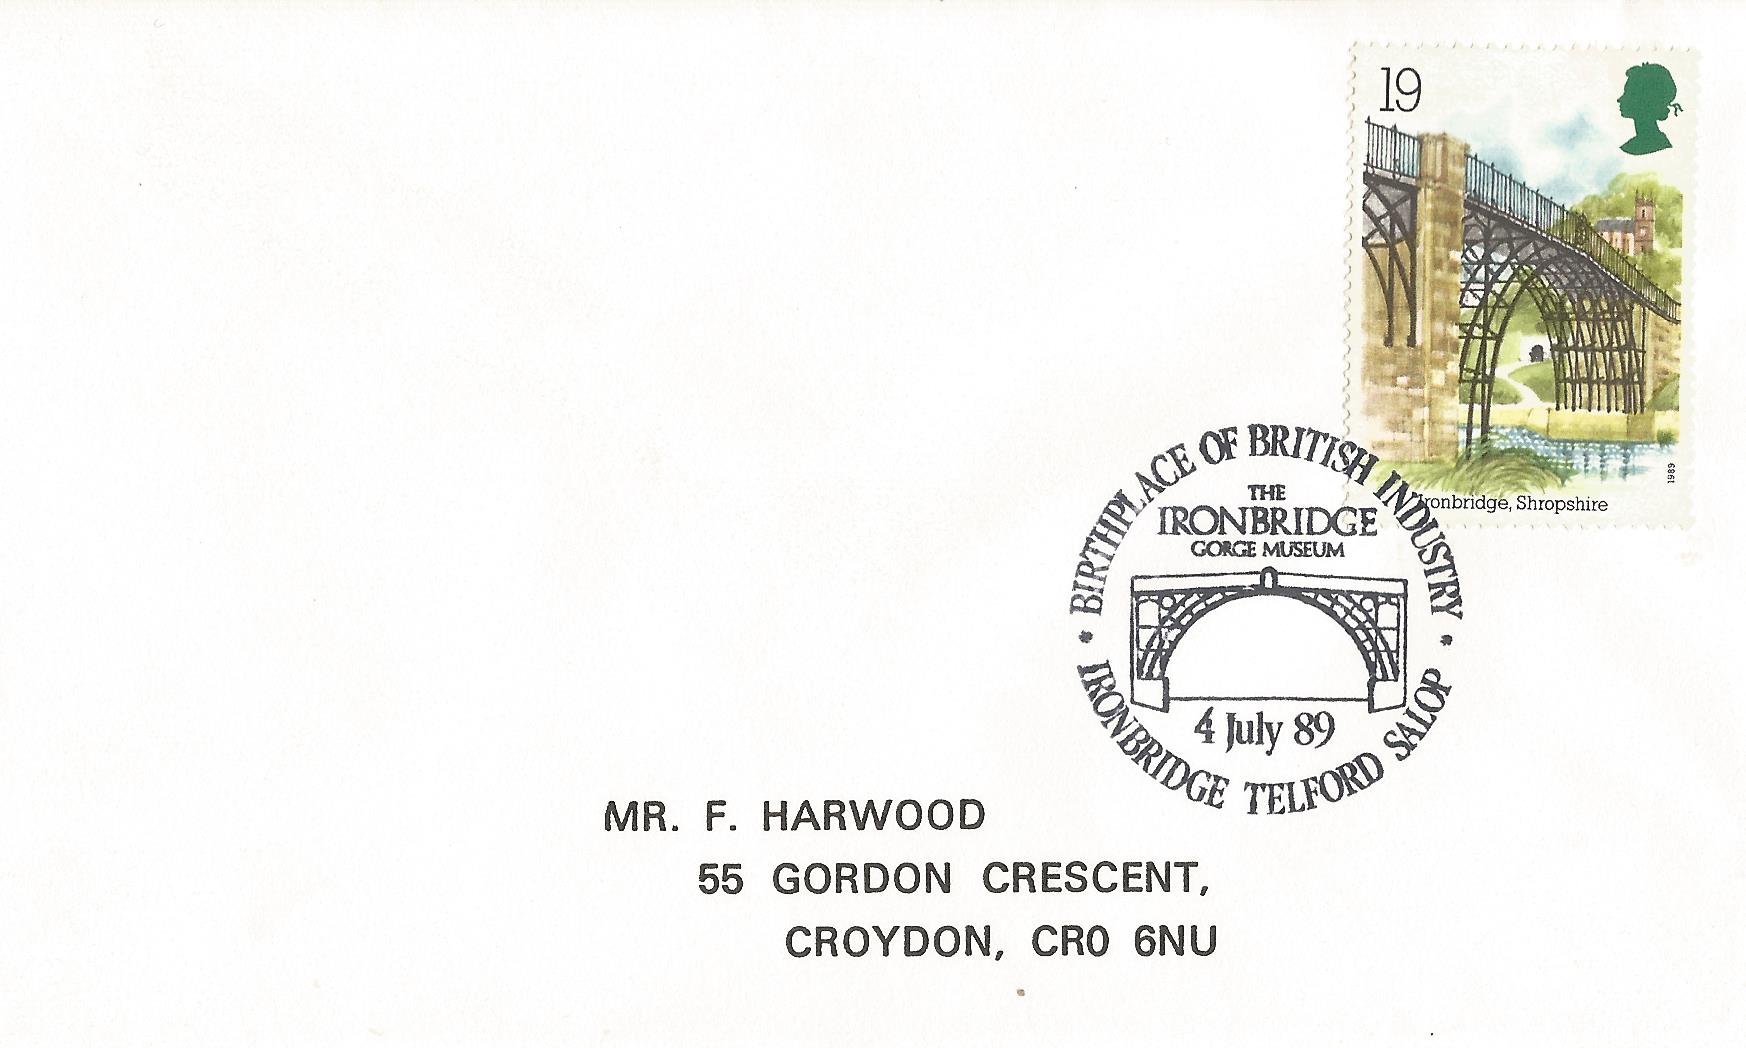 19
Ironbridge, Shropshire
1989
• BIRTHPLACE OF BRITISH INDUSTRY •
THE
IRONBRIDGE
GORGE MUSEUM
4 July 89
IRONBRIDGE TELFORD SALOP
MR. F. HARWOOD
55 GORDON CRESCENT,
CROYDON, CR0 6NU